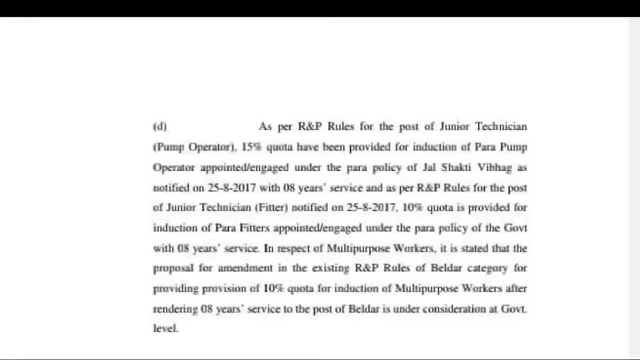 (d) As per R&P Rules for the post of Junior Technician
(Pump Operator), 15% quota have been provided for induction of Para Pump
Operator appointed/engaged under the para policy of Jal Shakti Vibhag as
notified on 25-8-2017 with 08 years' service and as per R&P Rules for the post
of Junior Technician (Fitter) notified on 25-8-2017, 10% quota is provided for
induction of Para Fitters appointed/engaged under the para policy of the Govt
with 08 years' service. In respect of Multipurpose Workers, it is stated that the
proposal for amendment in the existing R&P Rules of Beldar category for
providing provision of 10% quota for induction of Multipurpose Workers after
rendering 08 years' service to the post of Beldar is under consideration at Govt.
level.